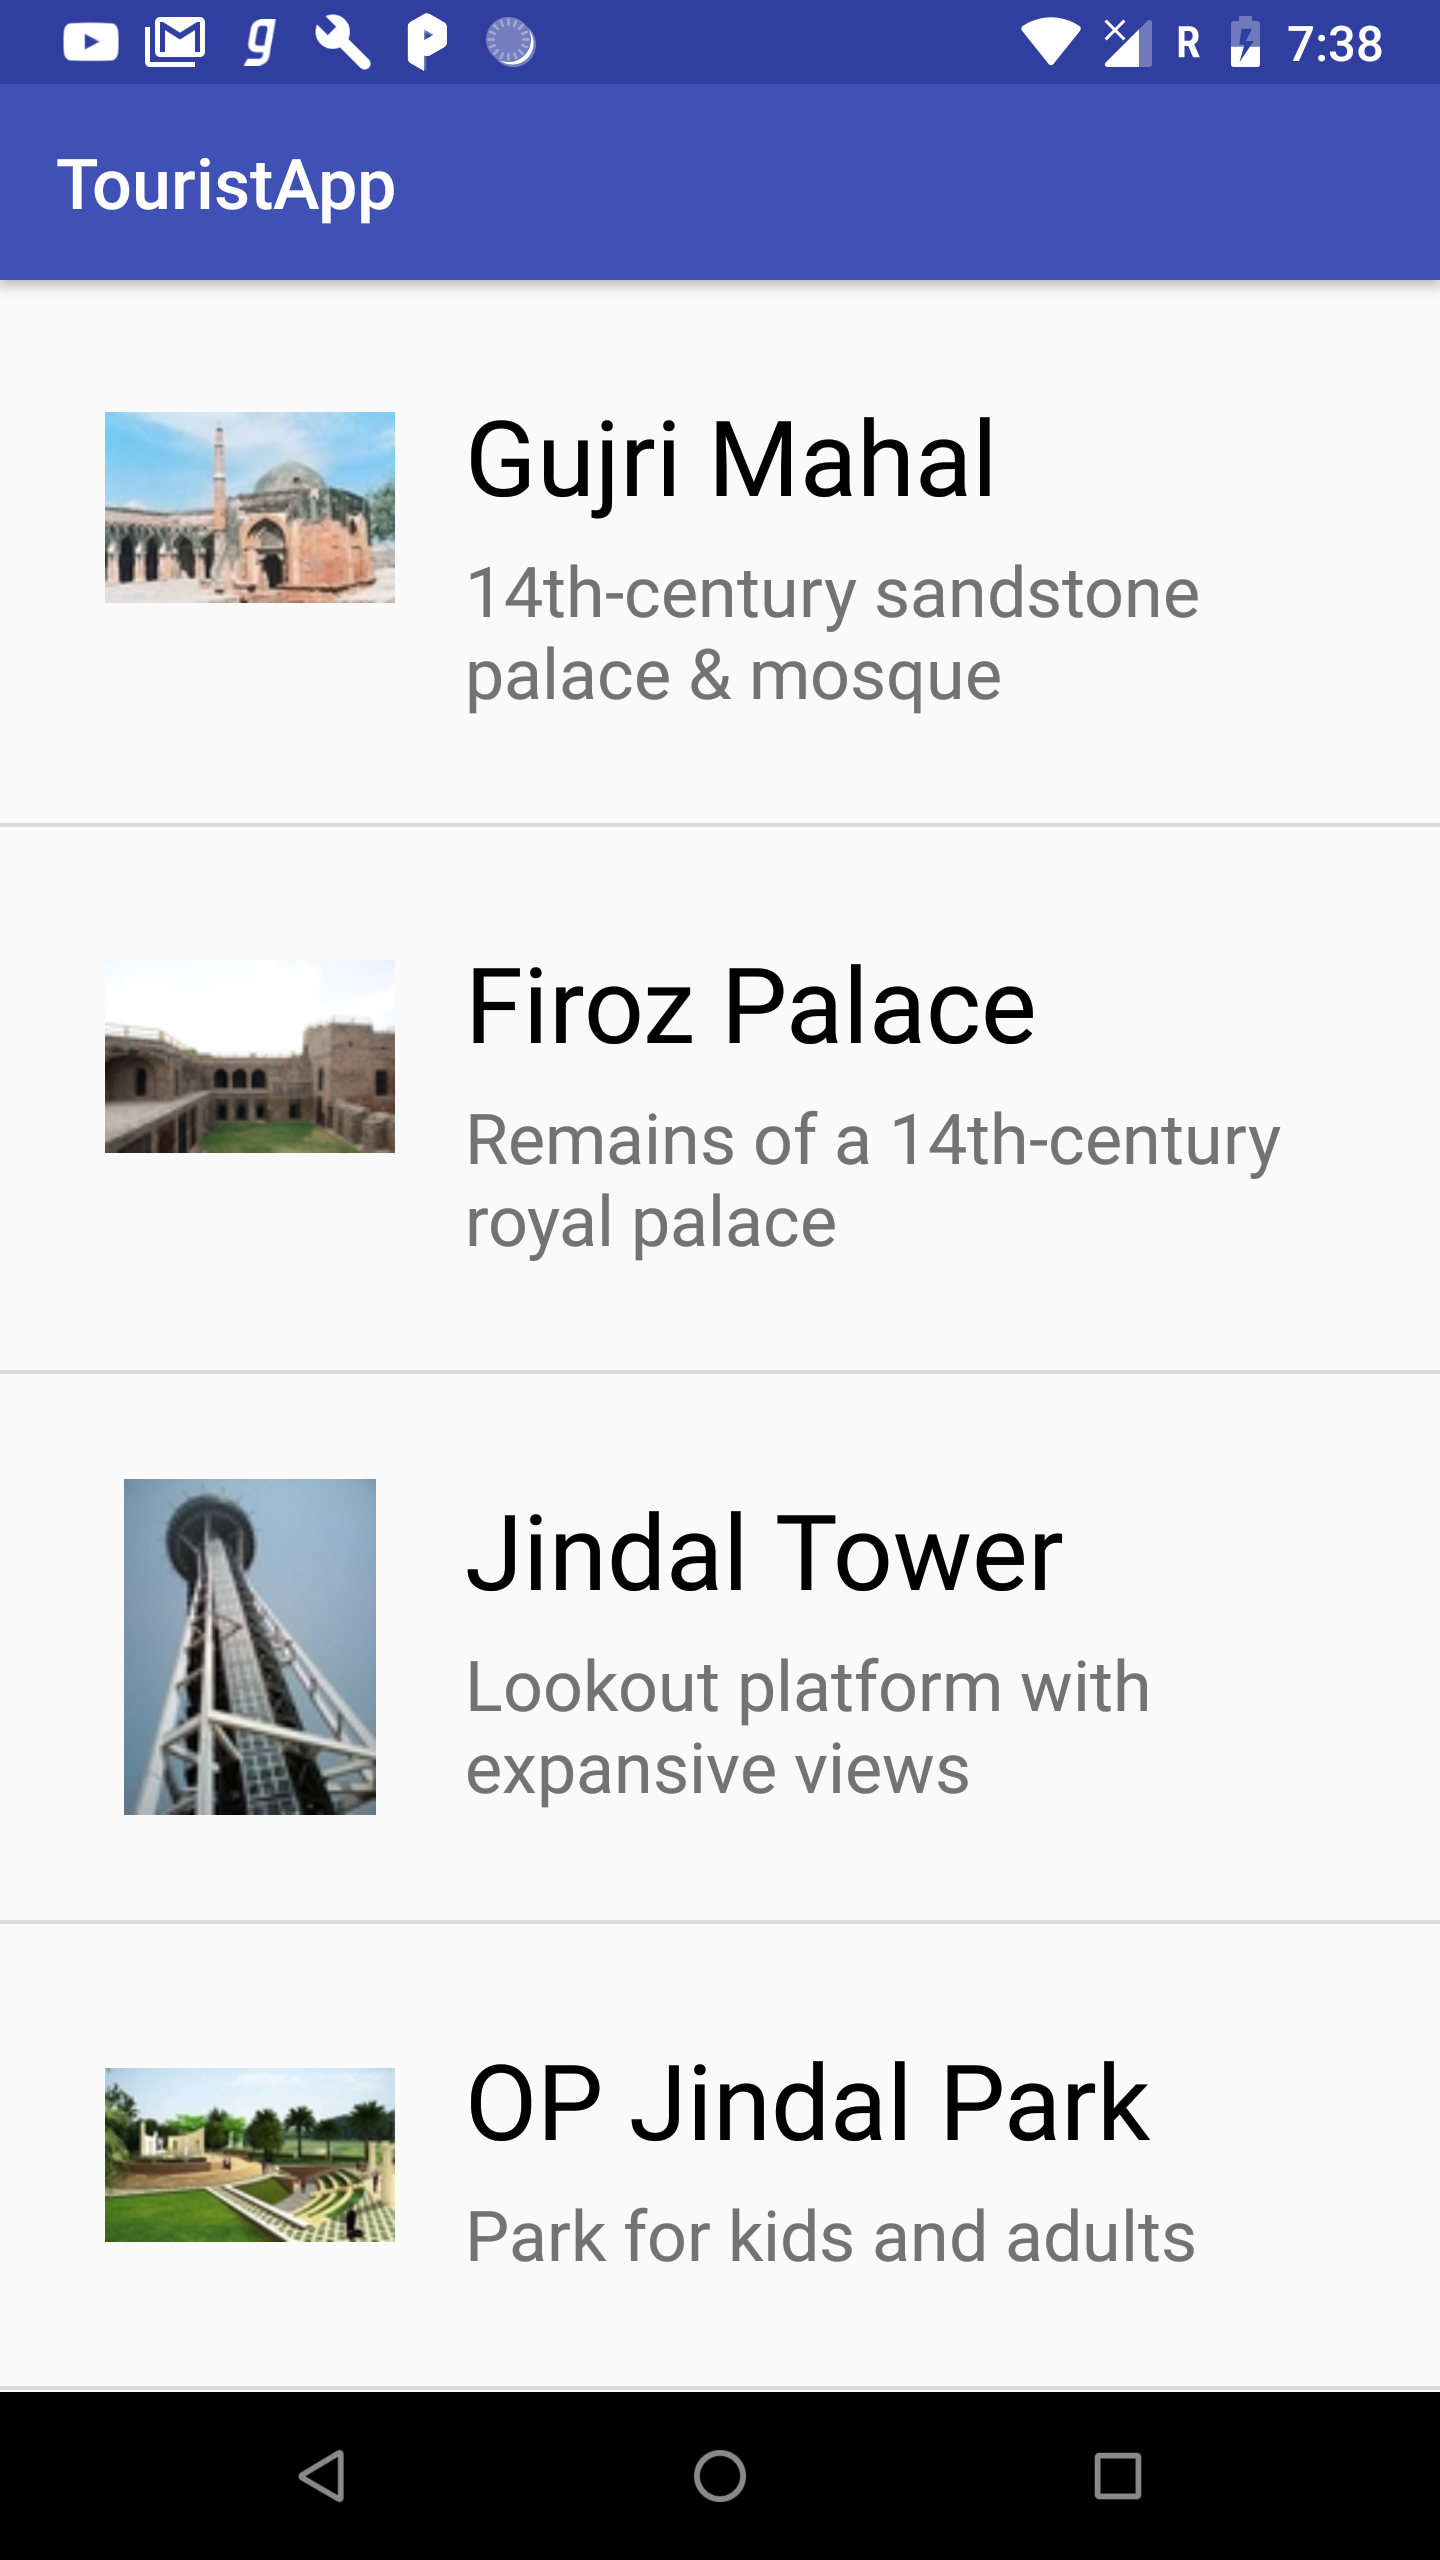 R 7:38
TouristApp
Gujri Mahal
14th-century sandstone
palace & mosque
Firoz Palace
Remains of a 14th-century
royal palace
Jindal Tower
Lookout platform with
expansive views
OP Jindal Park
Park for kids and adults